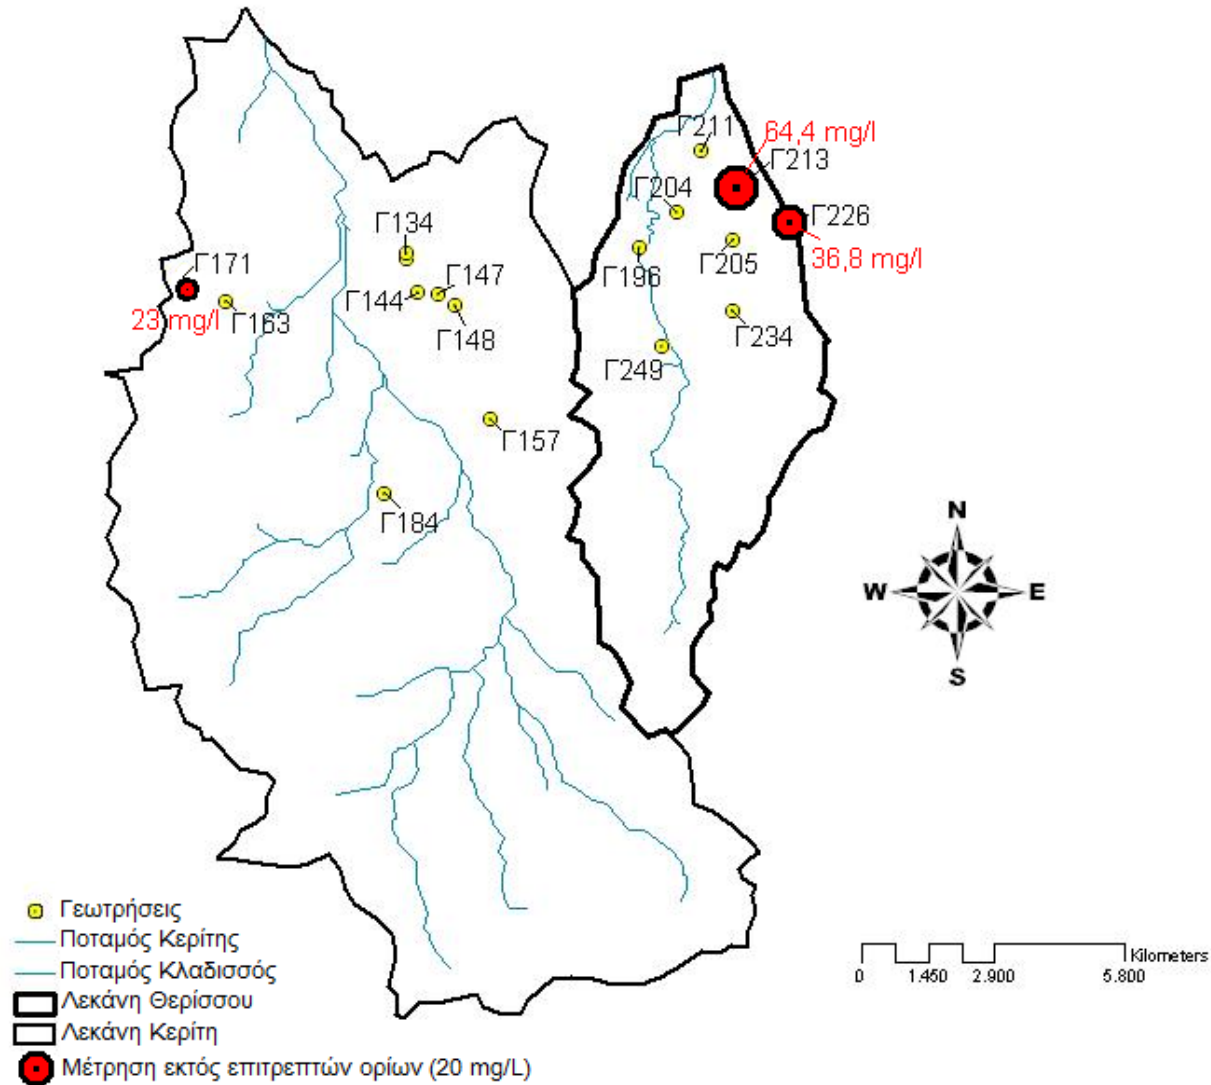 Γ211
64,4 mg/l
Γ213
Γ204
Γ226
Γ134
Γ196
Γ205
36,8 mg/l
Γ171
Γ144
Γ147
23 mg/l
Γ163
Γ148
Γ234
Γ249
Γ157
Γ184
N
W
E
S
Γεωτρήσεις
Ποταμός Κερίτης
Ποταμός Κλαδισσός
Λεκάνη Θερίσσου
Λεκάνη Κερίτη
Μέτρηση εκτός επιτρεπτών ορίων (20 mg/L)
Kilometers
0 1.450 2.900 5.800